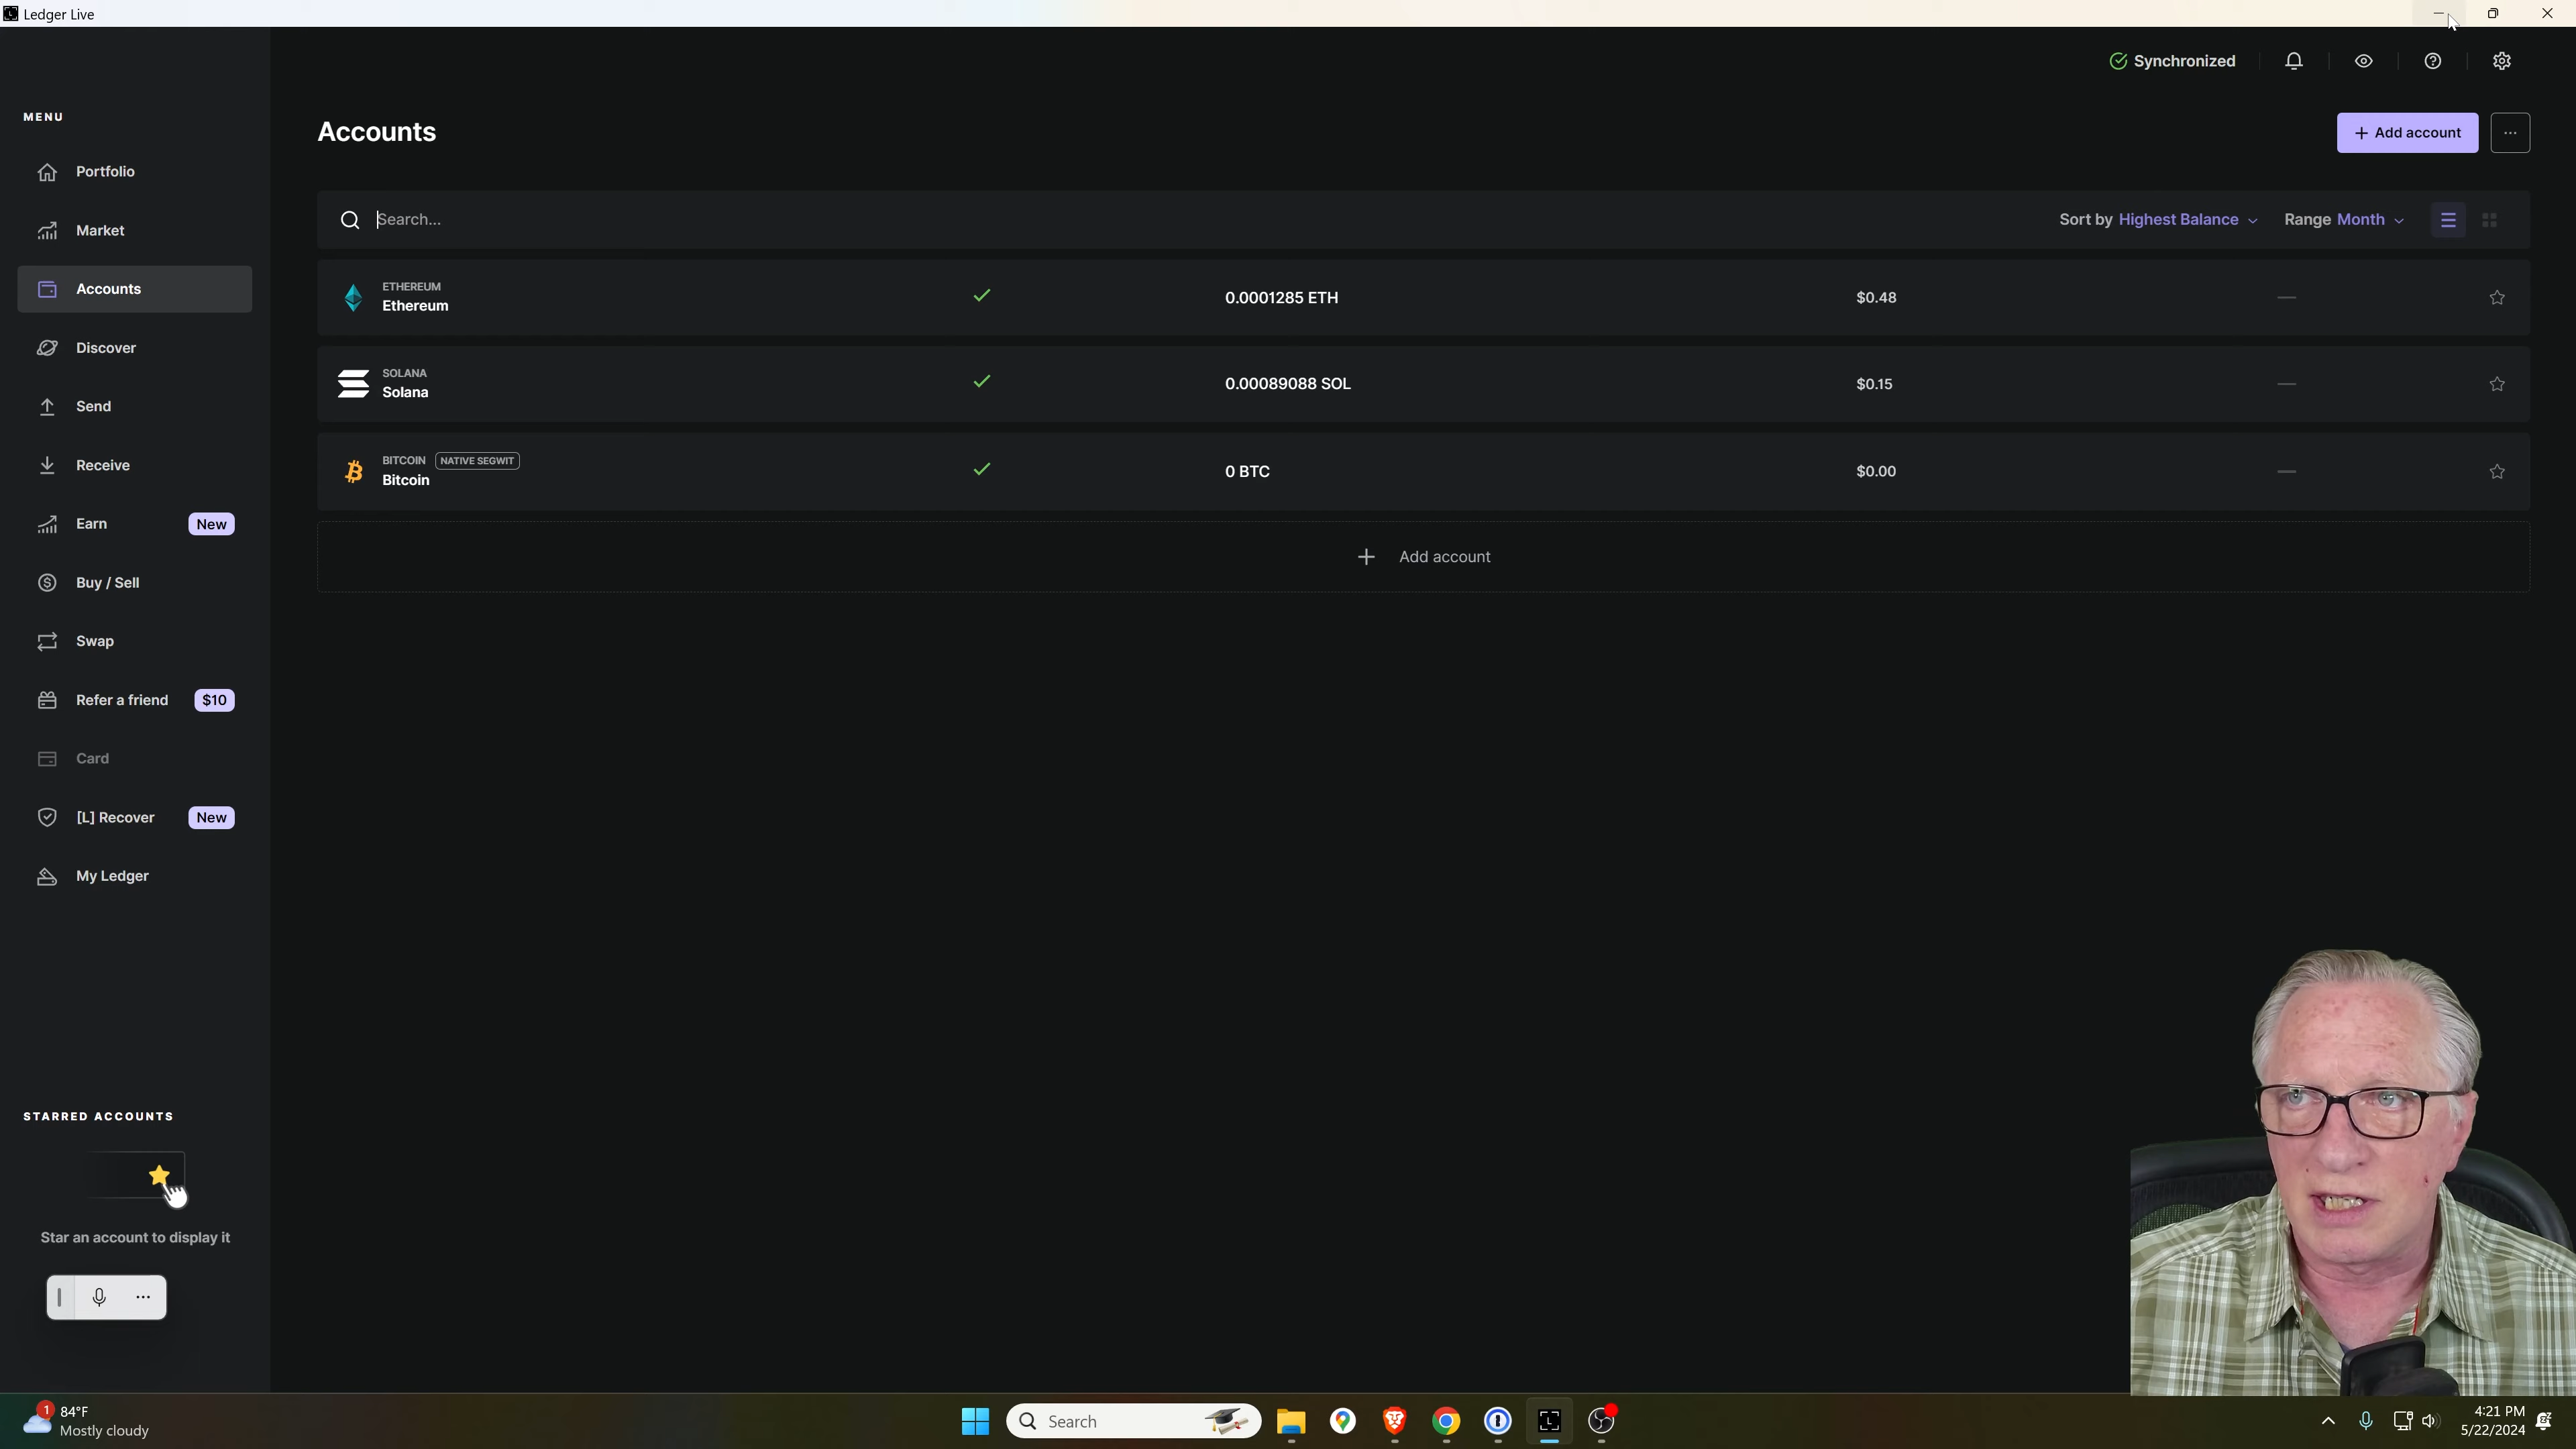 Ledger Live
Synchronized
MENU
Portfolio
Market
Accounts
Discover
Send
Receive
Earn New
Buy / Sell
Swap
Refer a friend $10
Card
[L] Recover New
My Ledger
STARRED ACCOUNTS
Star an account to display it
Accounts
+ Add account
Search...
Sort by Highest Balance
Range Month
ETHEREUM
Ethereum
0.0001285 ETH
$0.48
SOLANA
Solana
0.00089088 SOL
$0.15
BITCOIN NATIVE SEGWIT
Bitcoin
0 BTC
$0.00
+ Add account
1
84°F
Mostly cloudy
Search
4:21 PM
5/22/2024